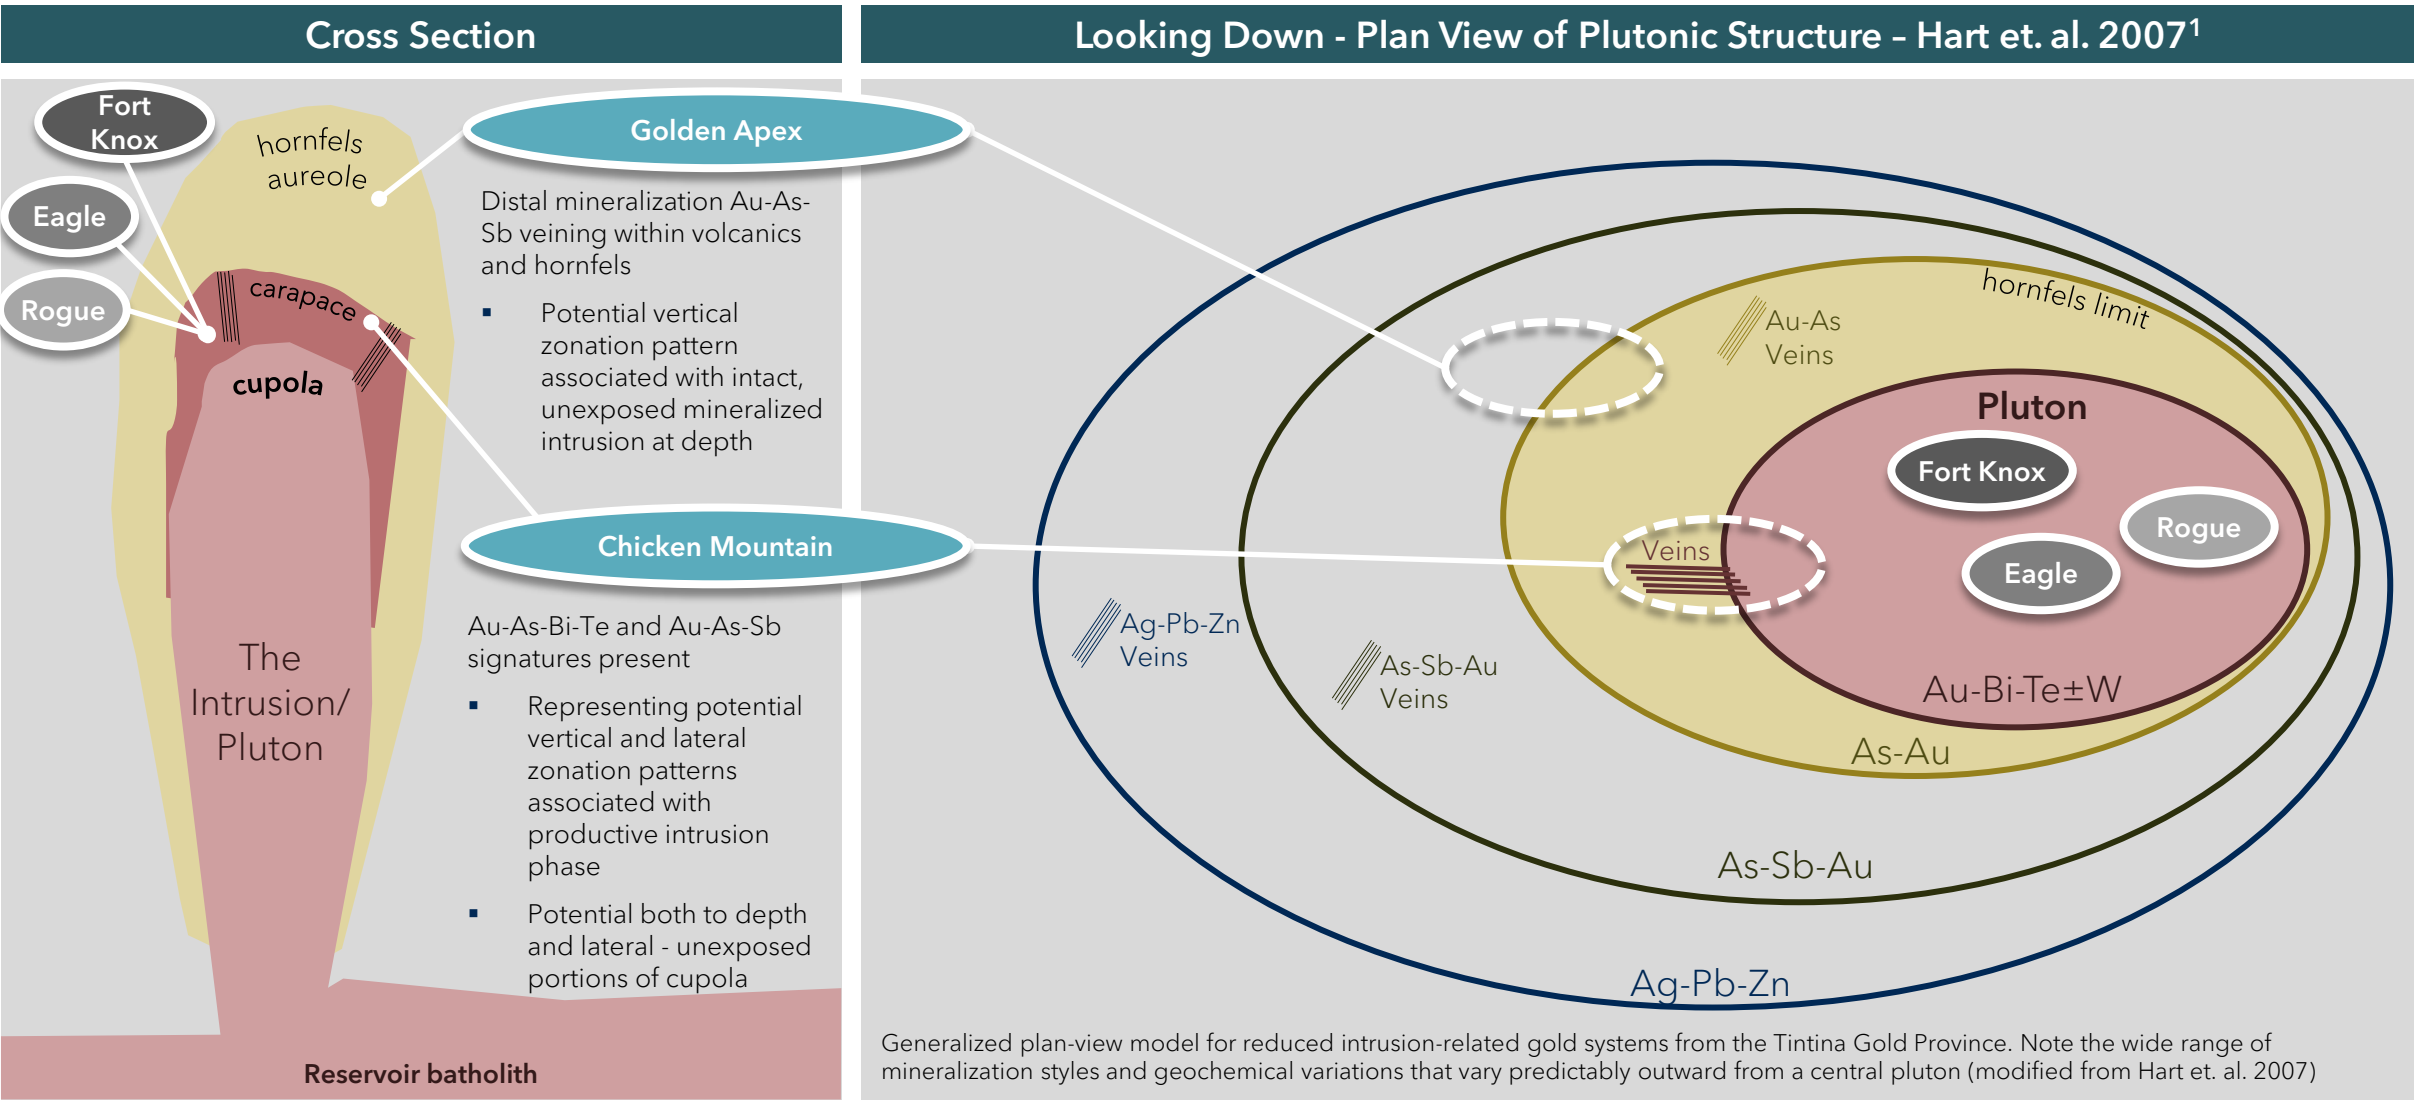 Cross Section
Looking Down - Plan View of Plutonic Structure – Hart et. al. 2007¹
Fort
Knox
Eagle
Rogue
hornfels
aureole
carapace
cupola
The
Intrusion/
Pluton
Reservoir batholith
Golden Apex
Distal mineralization Au-As-
Sb veining within volcanics
and hornfels
▪ Potential vertical
zonation pattern
associated with intact,
unexposed mineralized
intrusion at depth
Chicken Mountain
Au-As-Bi-Te and Au-As-Sb
signatures present
▪ Representing potential
vertical and lateral
zonation patterns
associated with
productive intrusion
phase
▪ Potential both to depth
and lateral - unexposed
portions of cupola
hornfels limit
Au-As
Veins
Pluton
Fort Knox
Rogue
Eagle
Veins
Ag-Pb-Zn
Veins
As-Sb-Au
Veins
Au-Bi-Te±W
As-Au
As-Sb-Au
Ag-Pb-Zn
Generalized plan-view model for reduced intrusion-related gold systems from the Tintina Gold Province. Note the wide range of
mineralization styles and geochemical variations that vary predictably outward from a central pluton (modified from Hart et. al. 2007)